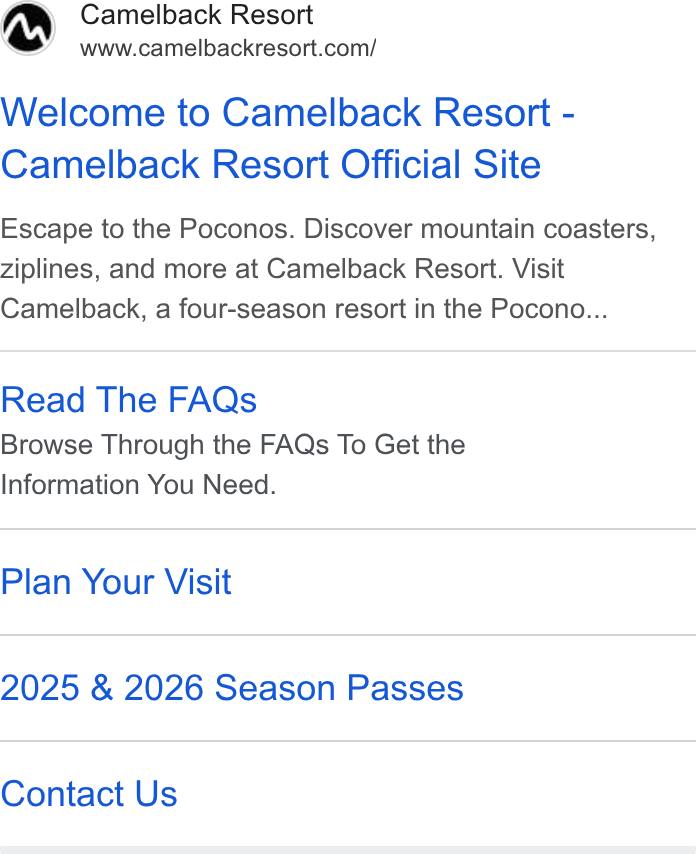 Camelback Resort
www.camelbackresort.com/
Welcome to Camelback Resort -
Camelback Resort Official Site
Escape to the Poconos. Discover mountain coasters,
ziplines, and more at Camelback Resort. Visit
Camelback, a four-season resort in the Pocono...
Read The FAQs
Browse Through the FAQs To Get the
Information You Need.
Plan Your Visit
2025 & 2026 Season Passes
Contact Us